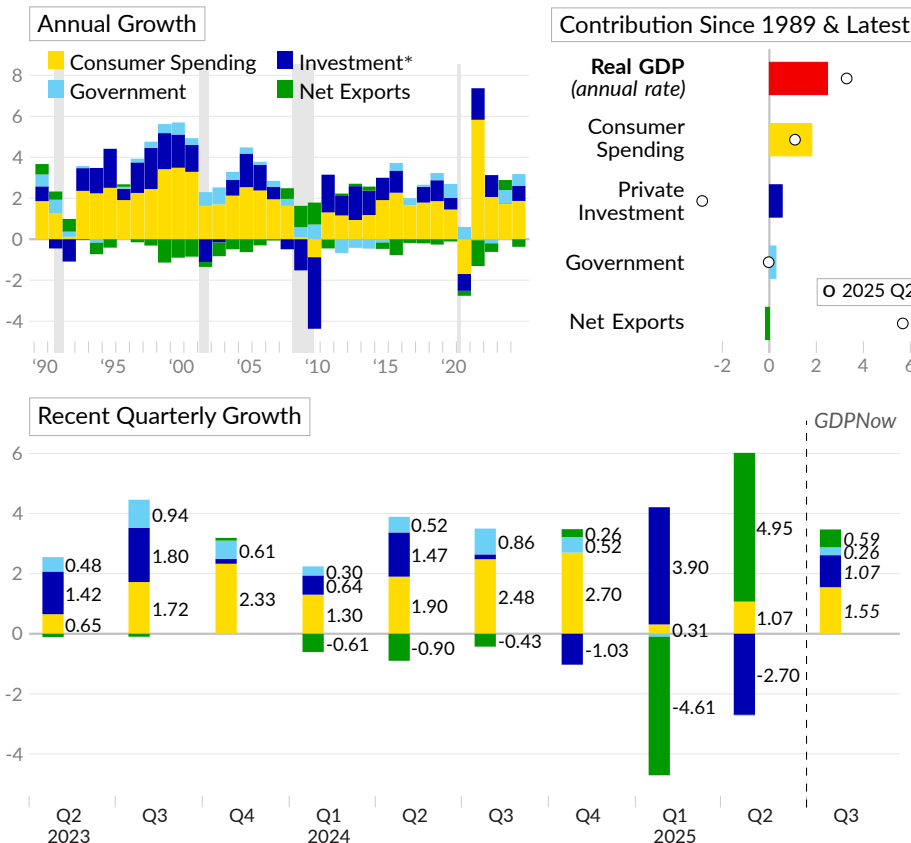 Annual Growth
Consumer Spending
Investment*
Government
Net Exports
8
6
4
2
0
-2
-4
'90
'95
'00
'05
'10
'15
'20
Contribution Since 1989 & Latest
Real GDP
(annual rate)
Consumer
Spending
Private
Investment
Government
Net Exports
2025 Q2
-2
0
2
4
6
Recent Quarterly Growth
GDPNow
6
4
2
0
-2
-4
0.48
1.42
0.65
0.94
1.80
1.72
0.61
2.33
0.30
0.64
1.30
-0.61
0.52
1.47
1.90
-0.90
0.86
2.48
-0.43
0.26
0.52
2.70
-1.03
3.90
0.31
-4.61
4.95
1.07
-2.70
0.59
0.26
1.07
1.55
Q2
2023
Q3
Q4
Q1
2024
Q2
Q3
Q4
Q1
2025
Q2
Q3